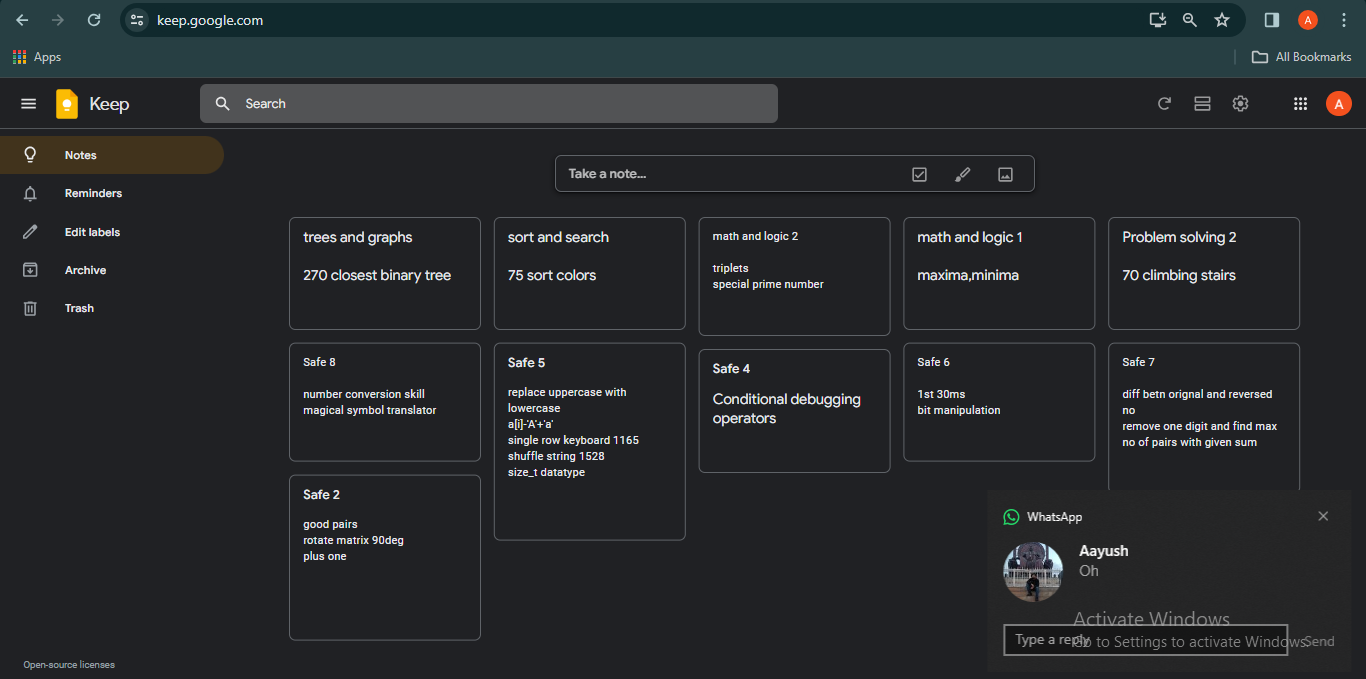 keep.google.com
A
Apps
All Bookmarks
Keep
Search
A
Notes
Reminders
Edit labels
Archive
Trash
Take a note...
trees and graphs
270 closest binary tree
sort and search
75 sort colors
math and logic 2
triplets
special prime number
math and logic 1
maxima,minima
Problem solving 2
70 climbing stairs
Safe 8
number conversion skill
magical symbol translator
Safe 5
replace uppercase with
lowercase
a[i]-'A'+'a'
single row keyboard 1165
shuffle string 1528
size_t datatype
Safe 4
Conditional debugging
operators
Safe 6
1st 30ms
bit manipulation
Safe 7
diff betn orignal and reversed
no
remove one digit and find max
no of pairs with given sum
Safe 2
good pairs
rotate matrix 90deg
plus one
WhatsApp
Aayush
Oh
Activate Windows
Go to Settings to activate Windows.
Type a reply
Send
Open-source licenses